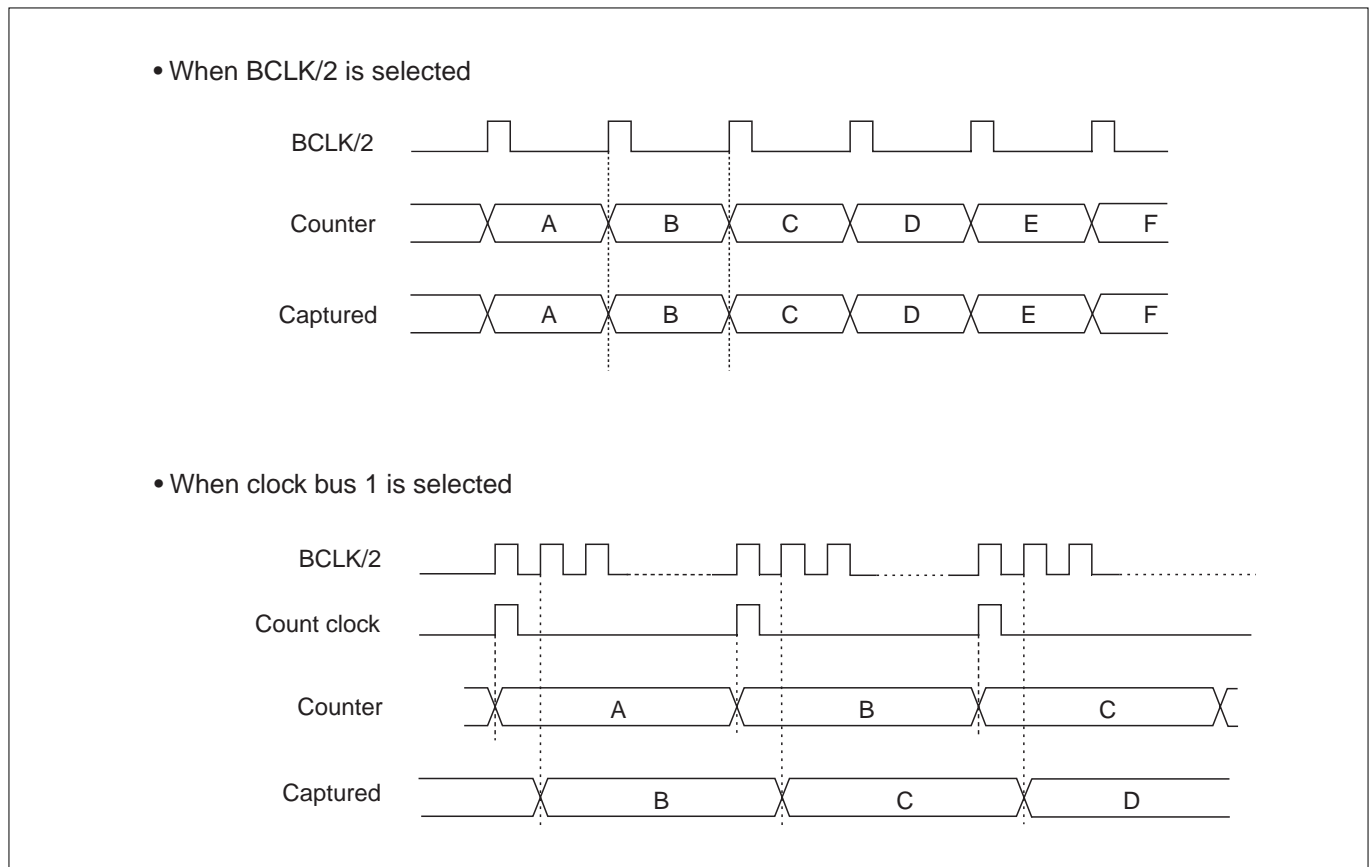 • When BCLK/2 is selected
BCLK/2
Counter A B C D E F
Captured A B C D E F
• When clock bus 1 is selected
BCLK/2
Count clock
Counter A B C
Captured B C D